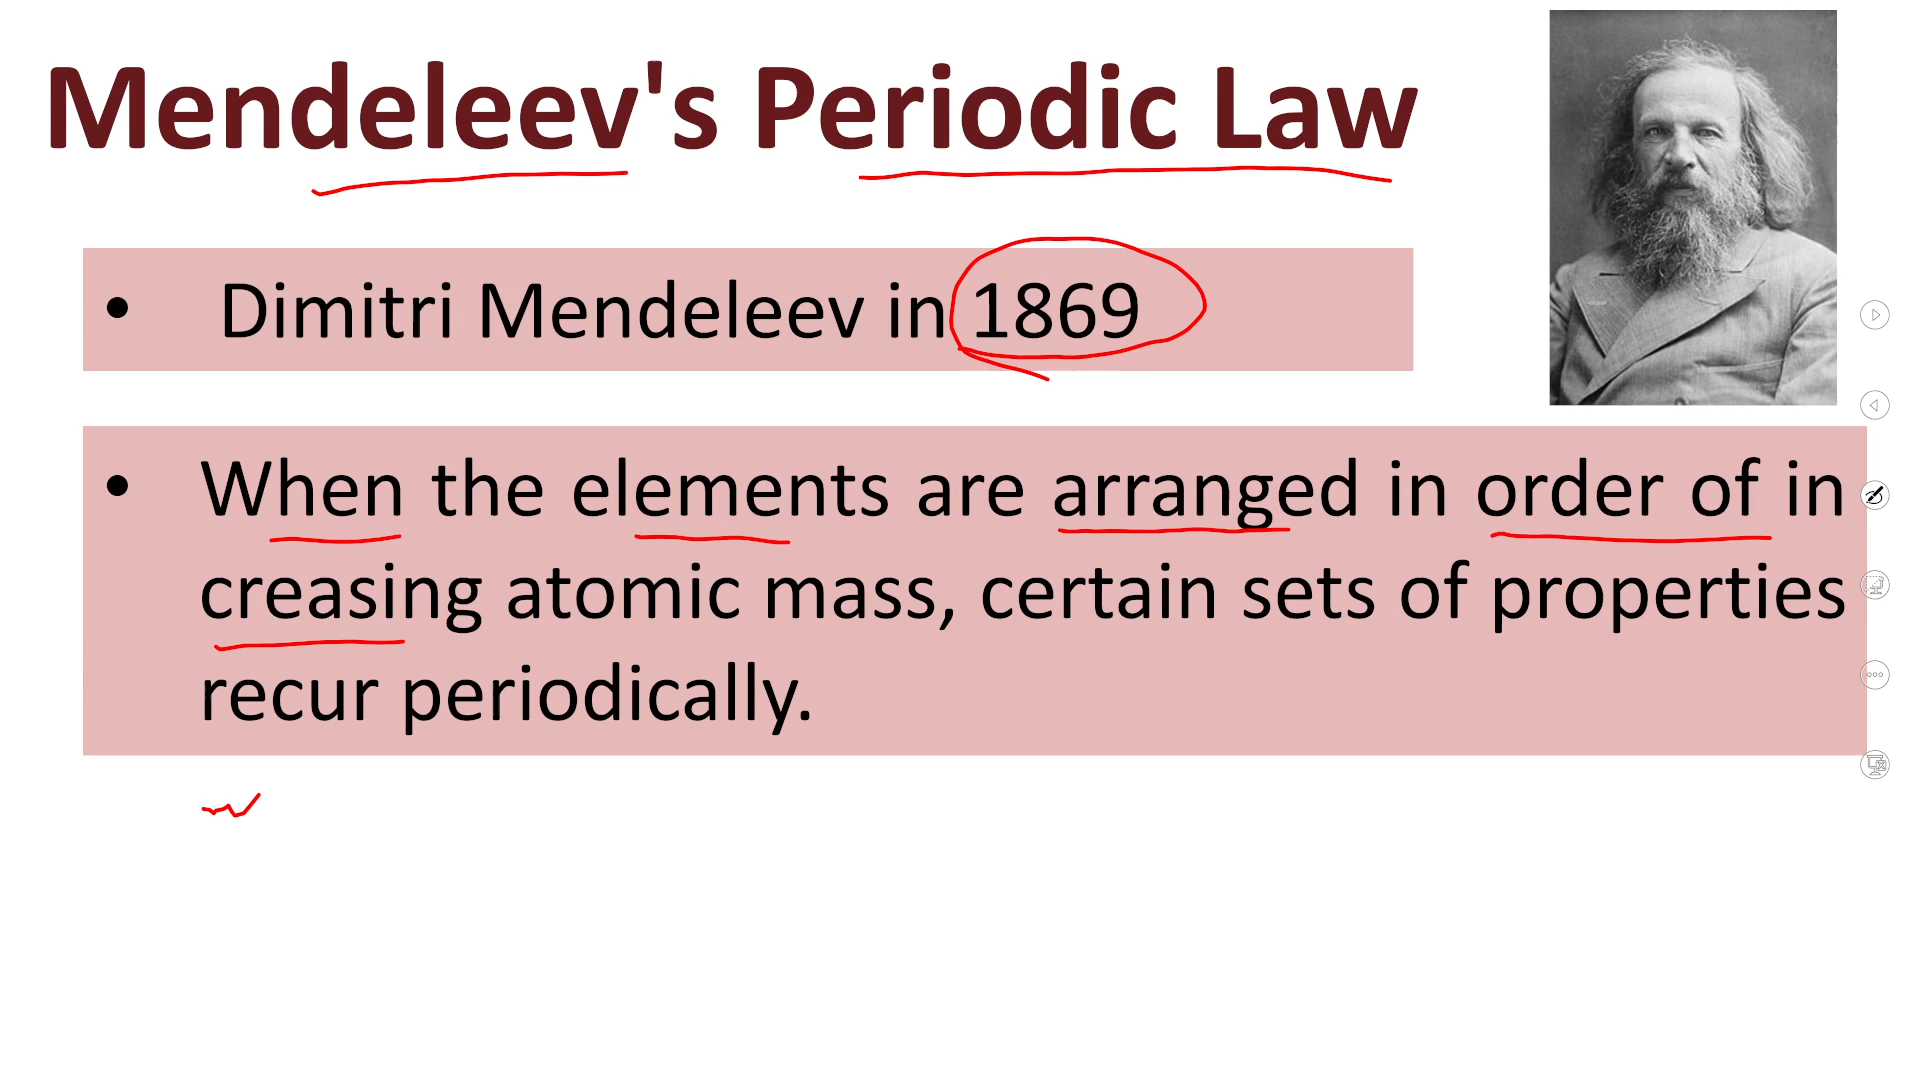 Mendeleev's Periodic Law
• Dimitri Mendeleev in 1869
• When the elements are arranged in order of in
creasing atomic mass, certain sets of properties
recur periodically.